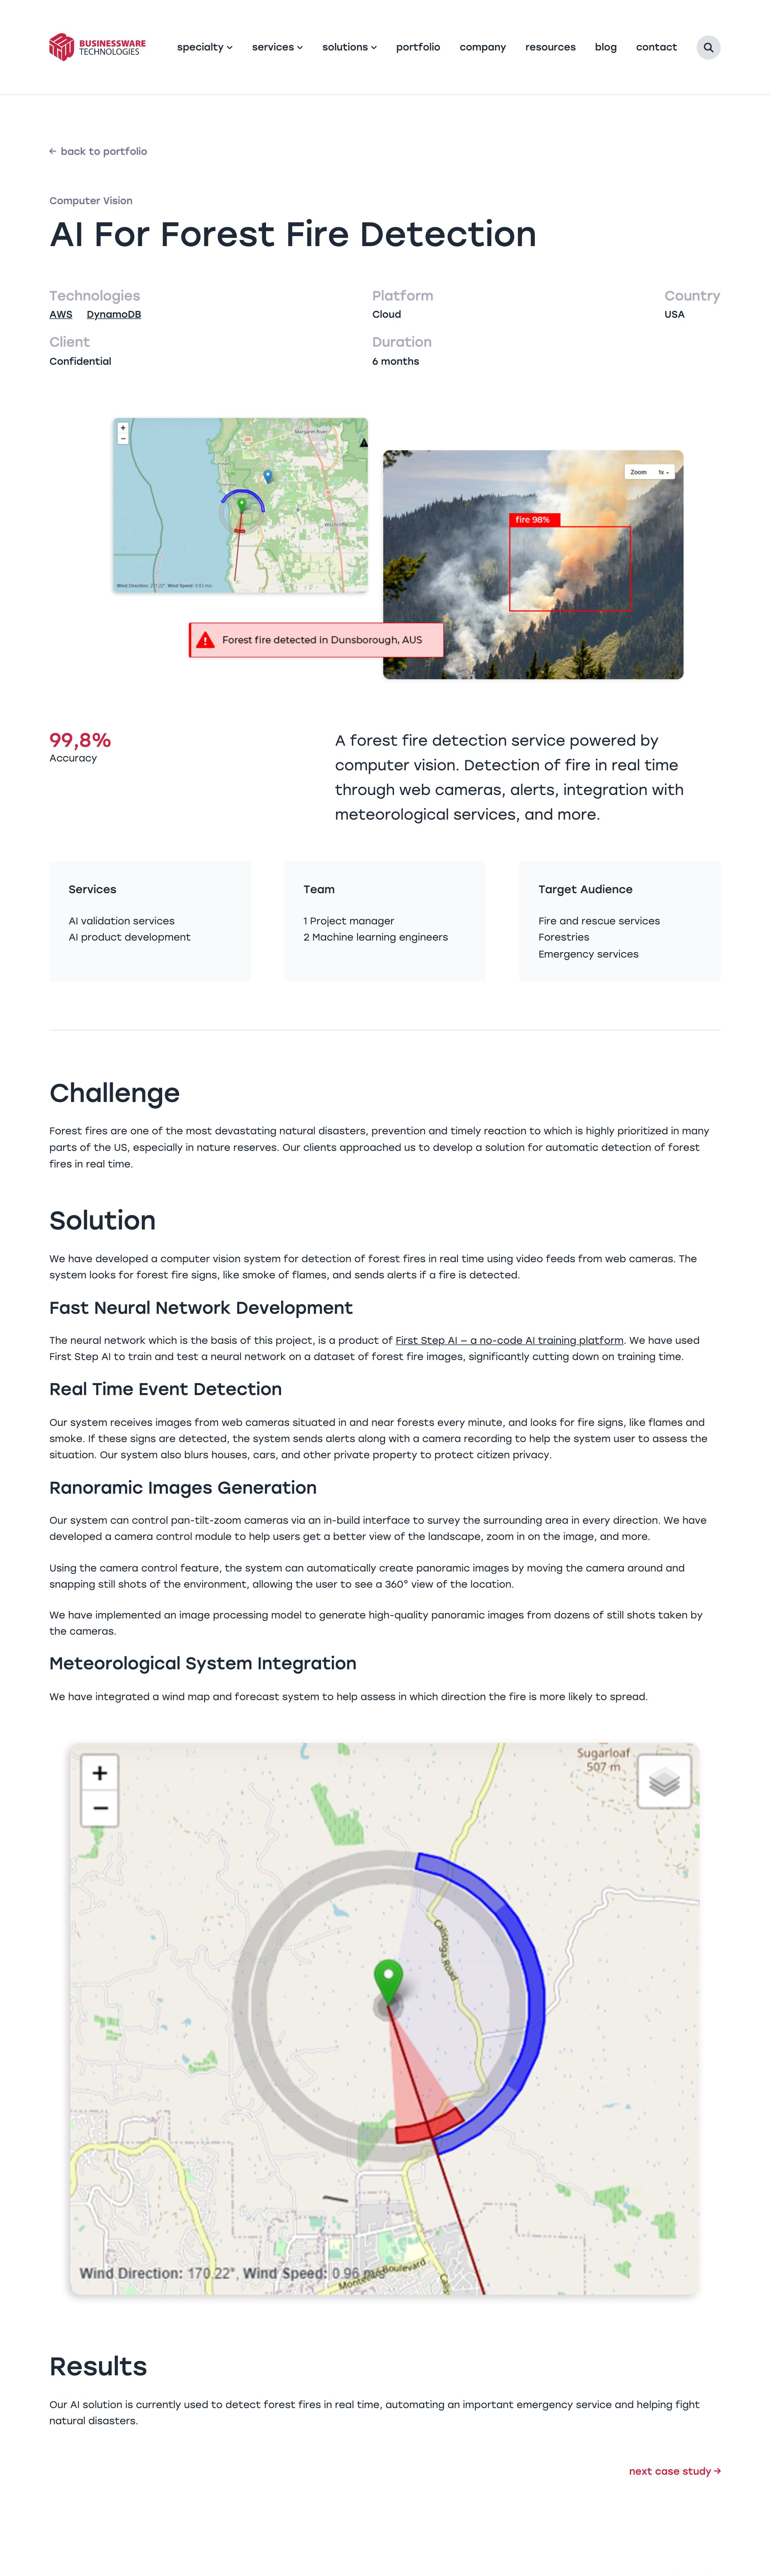 BUSINESSWARE
TECHNOLOGIES
specialty
services
solutions
portfolio
company
resources
blog
contact
← back to portfolio
Computer Vision
AI For Forest Fire Detection
Technologies
AWS DynamoDB
Platform
Cloud
Country
USA
Client
Confidential
Duration
6 months
+
−
Margaret River
Wind Direction:
Wind Speed:
Zoom 1x
fire 98%
Forest fire detected in Dunsborough, AUS
99,8%
Accuracy
A forest fire detection service powered by
computer vision. Detection of fire in real time
through web cameras, alerts, integration with
meteorological services, and more.
Services
AI validation services
AI product development
Team
1 Project manager
2 Machine learning engineers
Target Audience
Fire and rescue services
Forestries
Emergency services
Challenge
Forest fires are one of the most devastating natural disasters, prevention and timely reaction to which is highly prioritized in many
parts of the US, especially in nature reserves. Our clients approached us to develop a solution for automatic detection of forest
fires in real time.
Solution
We have developed a computer vision system for detection of forest fires in real time using video feeds from web cameras. The
system looks for forest fire signs, like smoke of flames, and sends alerts if a fire is detected.
Fast Neural Network Development
The neural network which is the basis of this project, is a product of First Step AI – a no-code AI training platform. We have used
First Step AI to train and test a neural network on a dataset of forest fire images, significantly cutting down on training time.
Real Time Event Detection
Our system receives images from web cameras situated in and near forests every minute, and looks for fire signs, like flames and
smoke. If these signs are detected, the system sends alerts along with a camera recording to help the system user to assess the
situation. Our system also blurs houses, cars, and other private property to protect citizen privacy.
Ranoramic Images Generation
Our system can control pan-tilt-zoom cameras via an in-build interface to survey the surrounding area in every direction. We have
developed a camera control module to help users get a better view of the landscape, zoom in on the image, and more.
Using the camera control feature, the system can automatically create panoramic images by moving the camera around and
snapping still shots of the environment, allowing the user to see a 360° view of the location.
We have implemented an image processing model to generate high-quality panoramic images from dozens of still shots taken by
the cameras.
Meteorological System Integration
We have integrated a wind map and forecast system to help assess in which direction the fire is more likely to spread.
+
−
Sugarloaf
507 m
Calistoga Road
Wind Direction: 170.22°, Wind Speed: 0.96 m/s
Montecito Boulevard
Results
Our AI solution is currently used to detect forest fires in real time, automating an important emergency service and helping fight
natural disasters.
next case study →